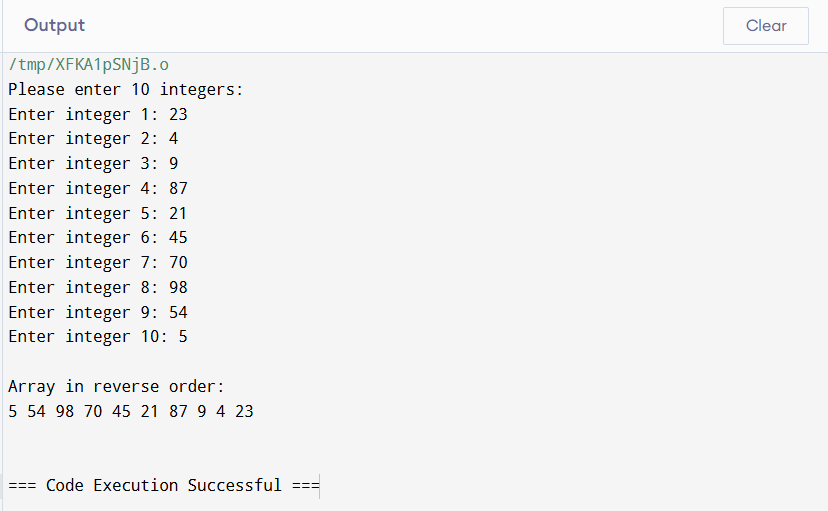 Output
Clear
/tmp/XFKA1pSNjB.o
Please enter 10 integers:
Enter integer 1: 23
Enter integer 2: 4
Enter integer 3: 9
Enter integer 4: 87
Enter integer 5: 21
Enter integer 6: 45
Enter integer 7: 70
Enter integer 8: 98
Enter integer 9: 54
Enter integer 10: 5
Array in reverse order:
5 54 98 70 45 21 87 9 4 23
=== Code Execution Successful ===